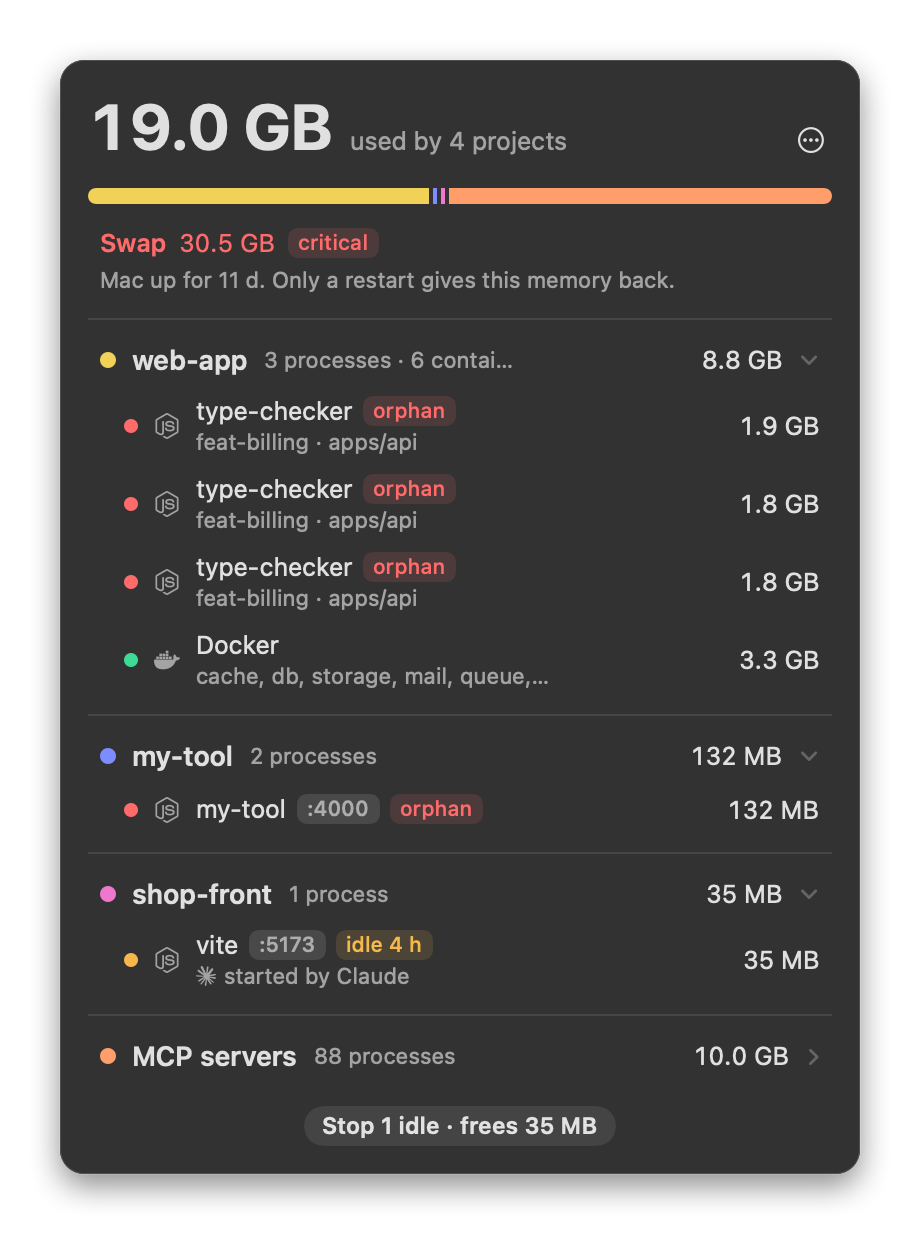 19.0 GB used by 4 projects
Swap 30.5 GB critical
Mac up for 11 d. Only a restart gives this memory back.
web-app 3 processes · 6 contai... 8.8 GB
JS type-checker orphan 1.9 GB
feat-billing · apps/api
JS type-checker orphan 1.8 GB
feat-billing · apps/api
JS type-checker orphan 1.8 GB
feat-billing · apps/api
Docker 3.3 GB
cache, db, storage, mail, queue,...
my-tool 2 processes 132 MB
JS my-tool :4000 orphan 132 MB
shop-front 1 process 35 MB
JS vite :5173 idle 4 h 35 MB
started by Claude
MCP servers 88 processes 10.0 GB
Stop 1 idle · frees 35 MB